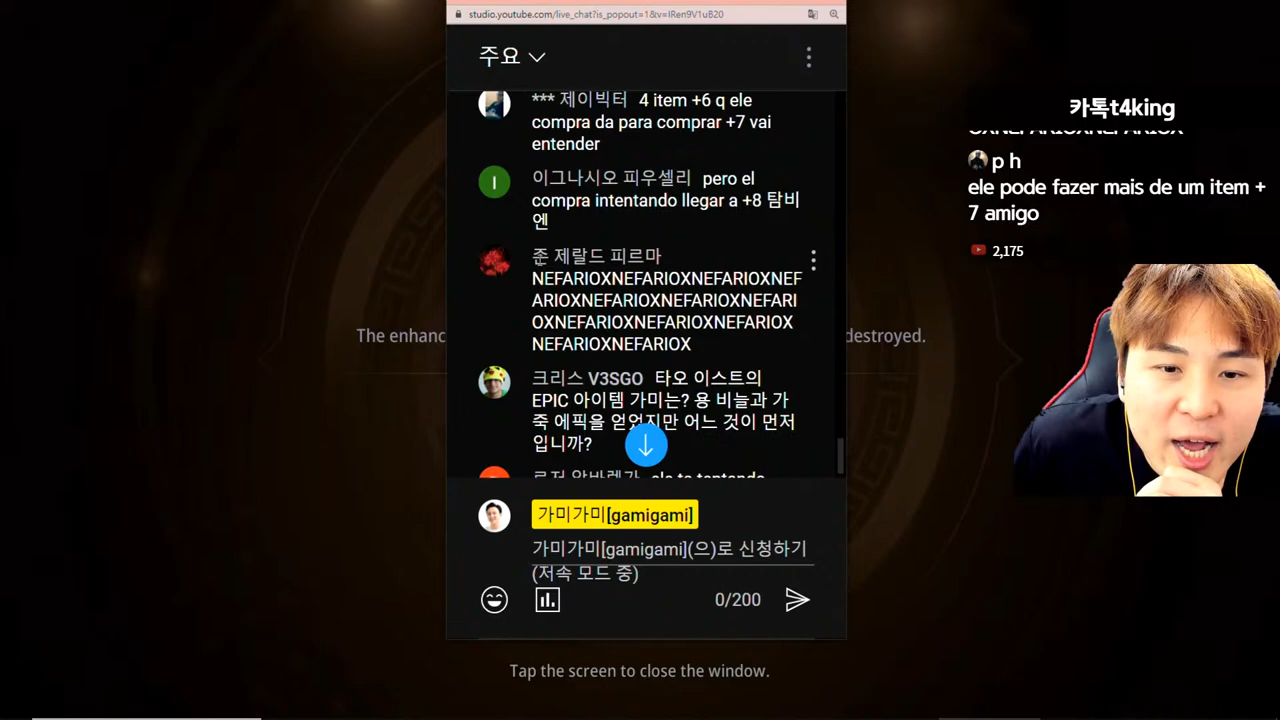 studio.youtube.com/live_chat?is_popout=1&v=IRen9V1uB20
주요
*** 제이빅터 4 item +6 q ele
compra da para comprar +7 vai
entender
I
이그나시오 피우셀리 pero el
compra intentando llegar a +8 탐비
엔
존 제랄드 피르마
NEFARIOXNEFARIOXNEFARIOXNEF
ARIOXNEFARIOXNEFARIOXNEFARI
OXNEFARIOXNEFARIOXNEFARIOX
NEFARIOXNEFARIOX
크리스 V3SGO 타오 이스트의
EPIC 아이템 가미는? 용 비늘과 가
죽 에픽을 얻었지만 어느 것이 먼저
입니까?
가미가미[gamigami]
가미가미[gamigami](으)로 신청하기
(저속 모드 중)
0/200
The enhanc
destroyed.
Tap the screen to close the window.
카톡t4king
p h
ele pode fazer mais de um item +
7 amigo
2,175